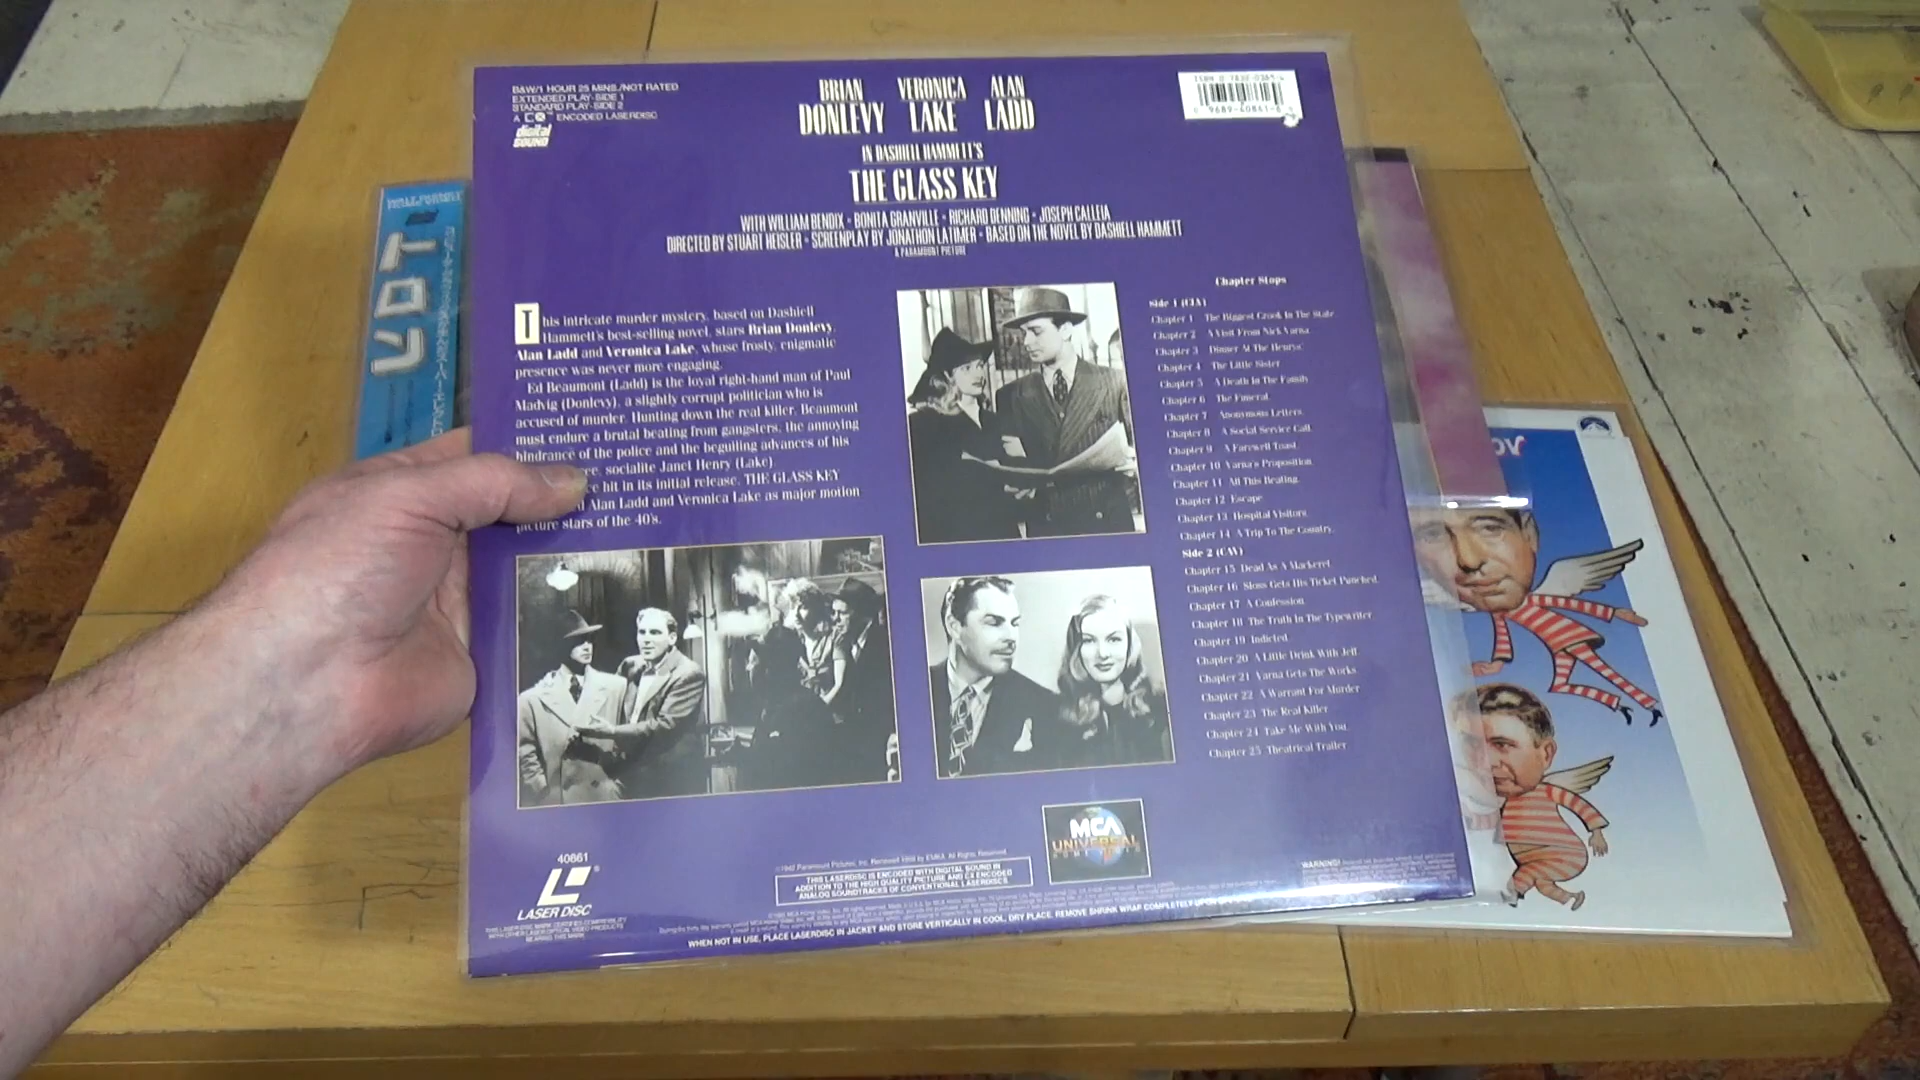 B&W/1 HOUR 25 MINS./NOT RATED
EXTENDED PLAY-SIDE 1
STANDARD PLAY-SIDE 2
A CX ENCODED LASERDISC
digital
SOUND
BRIAN DONLEVY
VERONICA LAKE
ALAN LADD
IN DASHIELL HAMMETT'S
THE GLASS KEY
WITH WILLIAM BENDIX • BONITA GRANVILLE • RICHARD DENNING • JOSEPH CALLEIA
DIRECTED BY STUART HEISLER • SCREENPLAY BY JONATHON LATIMER • BASED ON THE NOVEL BY DASHIELL HAMMETT
A PARAMOUNT PICTURE
This intricate murder mystery, based on Dashiell
Hammett's best-selling novel, stars Brian Donlevy,
Alan Ladd and Veronica Lake, whose frosty, enigmatic
presence was never more engaging.
Ed Beaumont (Ladd) is the loyal right-hand man of Paul
Madvig (Donlevy), a slightly corrupt politician who is
accused of murder. Hunting down the real killer, Beaumont
must endure a brutal beating from gangsters, the annoying
hindrance of the police and the beguiling advances of his
socialite Janet Henry (Lake).
hit in its initial release, THE GLASS KEY
Alan Ladd and Veronica Lake as major motion
picture stars of the 40's.
Chapter Stops
Side 1 (CLV)
Chapter 1 The Biggest Crook In The State
Chapter 2 A Visit From Nick Varna
Chapter 3 Dinner At The Henrys'
Chapter 4 The Little Sister
Chapter 5 A Death In The Family
Chapter 6 The Funeral
Chapter 7 Anonymous Letters
Chapter 8 A Social Service Call
Chapter 9 A Farewell Toast
Chapter 10 Varna's Proposition
Chapter 11 All This Beating
Chapter 12 Escape
Chapter 13 Hospital Visitors
Chapter 14 A Trip To The Country
Side 2 (CAV)
Chapter 15 Dead As A Mackerel
Chapter 16 Sloss Gets His Ticket Punched
Chapter 17 A Confession
Chapter 18 The Truth In The Typewriter
Chapter 19 Indicted
Chapter 20 A Little Drink With Jeff
Chapter 21 Varna Gets The Works
Chapter 22 A Warrant For Murder
Chapter 23 The Real Killer
Chapter 24 Take Me With You
Chapter 25 Theatrical Trailer
40861
LASER DISC
MCA
UNIVERSAL
THIS LASERDISC IS ENCODED WITH DIGITAL SOUND IN
ADDITION TO THE HIGH QUALITY PICTURE AND CX ENCODED
ANALOG SOUNDTRACKS OF CONVENTIONAL LASERDISCS
WARNING!
WHEN NOT IN USE, PLACE LASERDISC IN JACKET AND STORE VERTICALLY IN COOL, DRY PLACE. REMOVE SHRINK WRAP COMPLETELY UPON